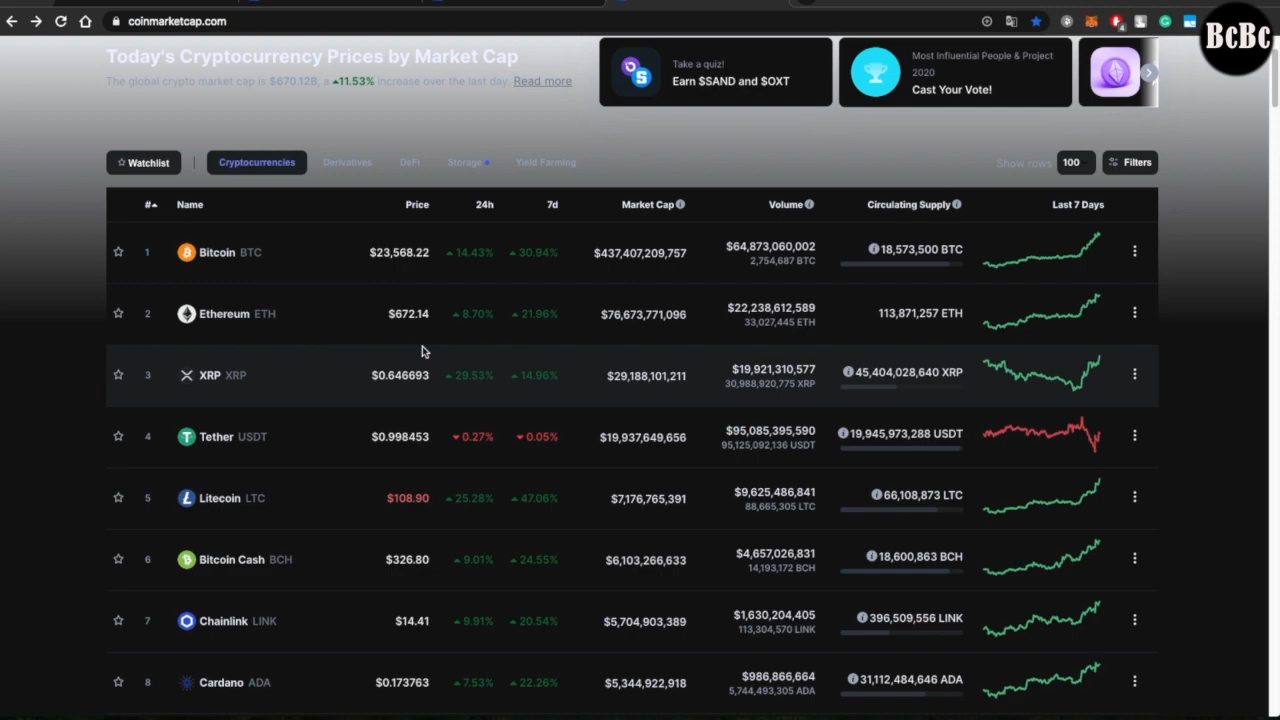 coinmarketcap.com
4
BcBc
Today's Cryptocurrency Prices by Market Cap
The global crypto market cap is $670.12B, a ▲11.53% increase over the last day. Read more
Take a quiz!
Earn $SAND and $OXT
Most Influential People & Project
2020
Cast Your Vote!
Watchlist | Cryptocurrencies Derivatives DeFi Storage Yield Farming Show rows 100 Filters
# Name Price 24h 7d Market Cap Volume Circulating Supply Last 7 Days
1 Bitcoin BTC $23,568.22 14.43% 30.94% $437,407,209,757 $64,873,060,002 18,573,500 BTC
2,754,687 BTC
2 Ethereum ETH $672.14 8.70% 21.96% $76,673,771,096 $22,238,612,589 113,871,257 ETH
33,027,445 ETH
3 XRP XRP $0.646693 29.53% 14.96% $29,188,101,211 $19,921,310,577 45,404,028,640 XRP
30,988,920,775 XRP
4 Tether USDT $0.998453 0.27% 0.05% $19,937,649,656 $95,085,395,590 19,945,973,288 USDT
95,125,092,136 USDT
5 Litecoin LTC $108.90 25.28% 47.06% $7,176,765,391 $9,625,486,841 66,108,873 LTC
88,665,305 LTC
6 Bitcoin Cash BCH $326.80 9.01% 24.55% $6,103,266,633 $4,657,026,831 18,600,863 BCH
14,193,172 BCH
7 Chainlink LINK $14.41 9.91% 20.54% $5,704,903,389 $1,630,204,405 396,509,556 LINK
113,304,570 LINK
8 Cardano ADA $0.173763 7.53% 22.26% $5,344,922,918 $986,866,664 31,112,484,646 ADA
5,744,493,305 ADA